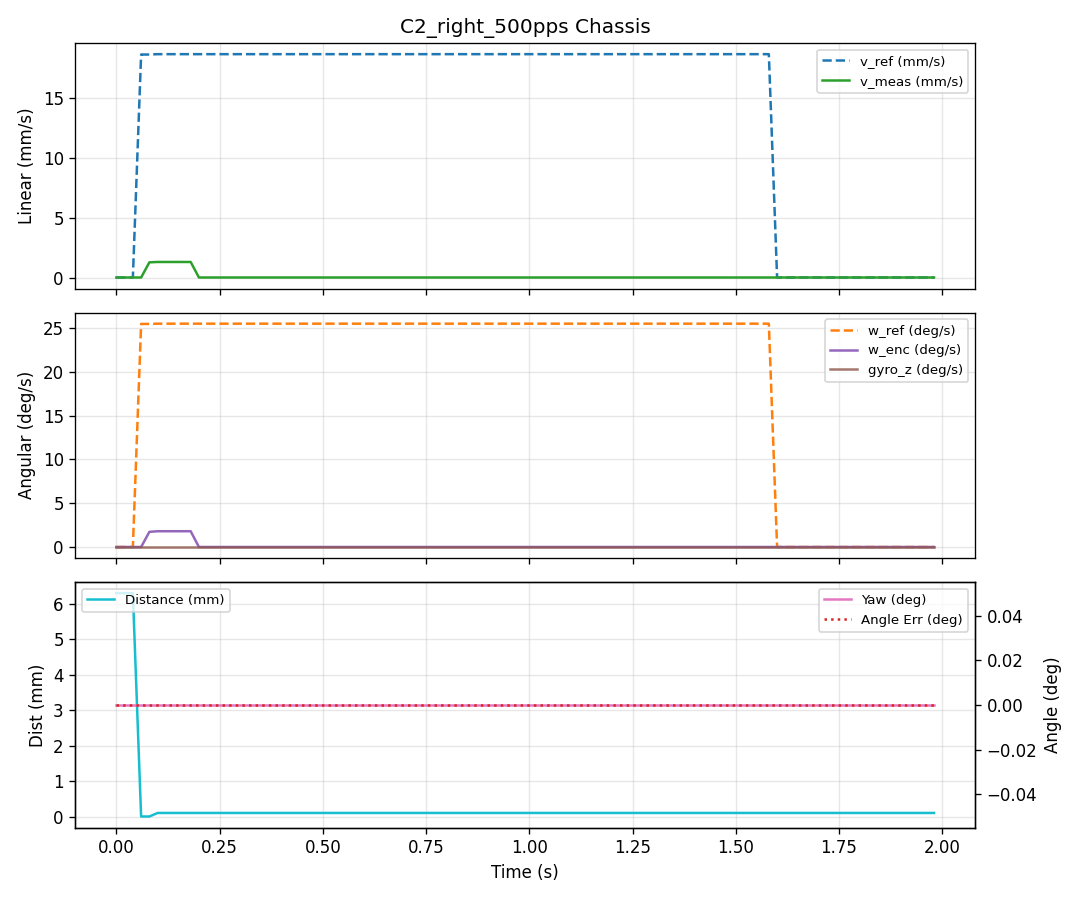 C2_right_500pps Chassis
Linear (mm/s)
15
10
5
0
v_ref (mm/s)
v_meas (mm/s)
Angular (deg/s)
25
20
15
10
5
0
w_ref (deg/s)
w_enc (deg/s)
gyro_z (deg/s)
Dist (mm)
6
5
4
3
2
1
0
Distance (mm)
Yaw (deg)
Angle Err (deg)
0.04
0.02
0.00
−0.02
−0.04
Angle (deg)
0.00 0.25 0.50 0.75 1.00 1.25 1.50 1.75 2.00
Time (s)